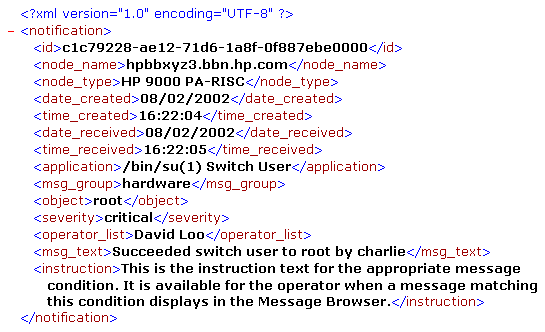 <?xml version="1.0" encoding="UTF-8" ?>
- <notification>
<id>c1c79228-ae12-71d6-1a8f-0f887ebe0000</id>
<node_name>hpbbxyz3.bbn.hp.com</node_name>
<node_type>HP 9000 PA-RISC</node_type>
<date_created>08/02/2002</date_created>
<time_created>16:22:04</time_created>
<date_received>08/02/2002</date_received>
<time_received>16:22:05</time_received>
<application>/bin/su(1) Switch User</application>
<msg_group>hardware</msg_group>
<object>root</object>
<severity>critical</severity>
<operator_list>David Loo</operator_list>
<msg_text>Succeeded switch user to root by charlie</msg_text>
<instruction>This is the instruction text for the appropriate message
condition. It is available for the operator when a message matching
this condition displays in the Message Browser.</instruction>
</notification>